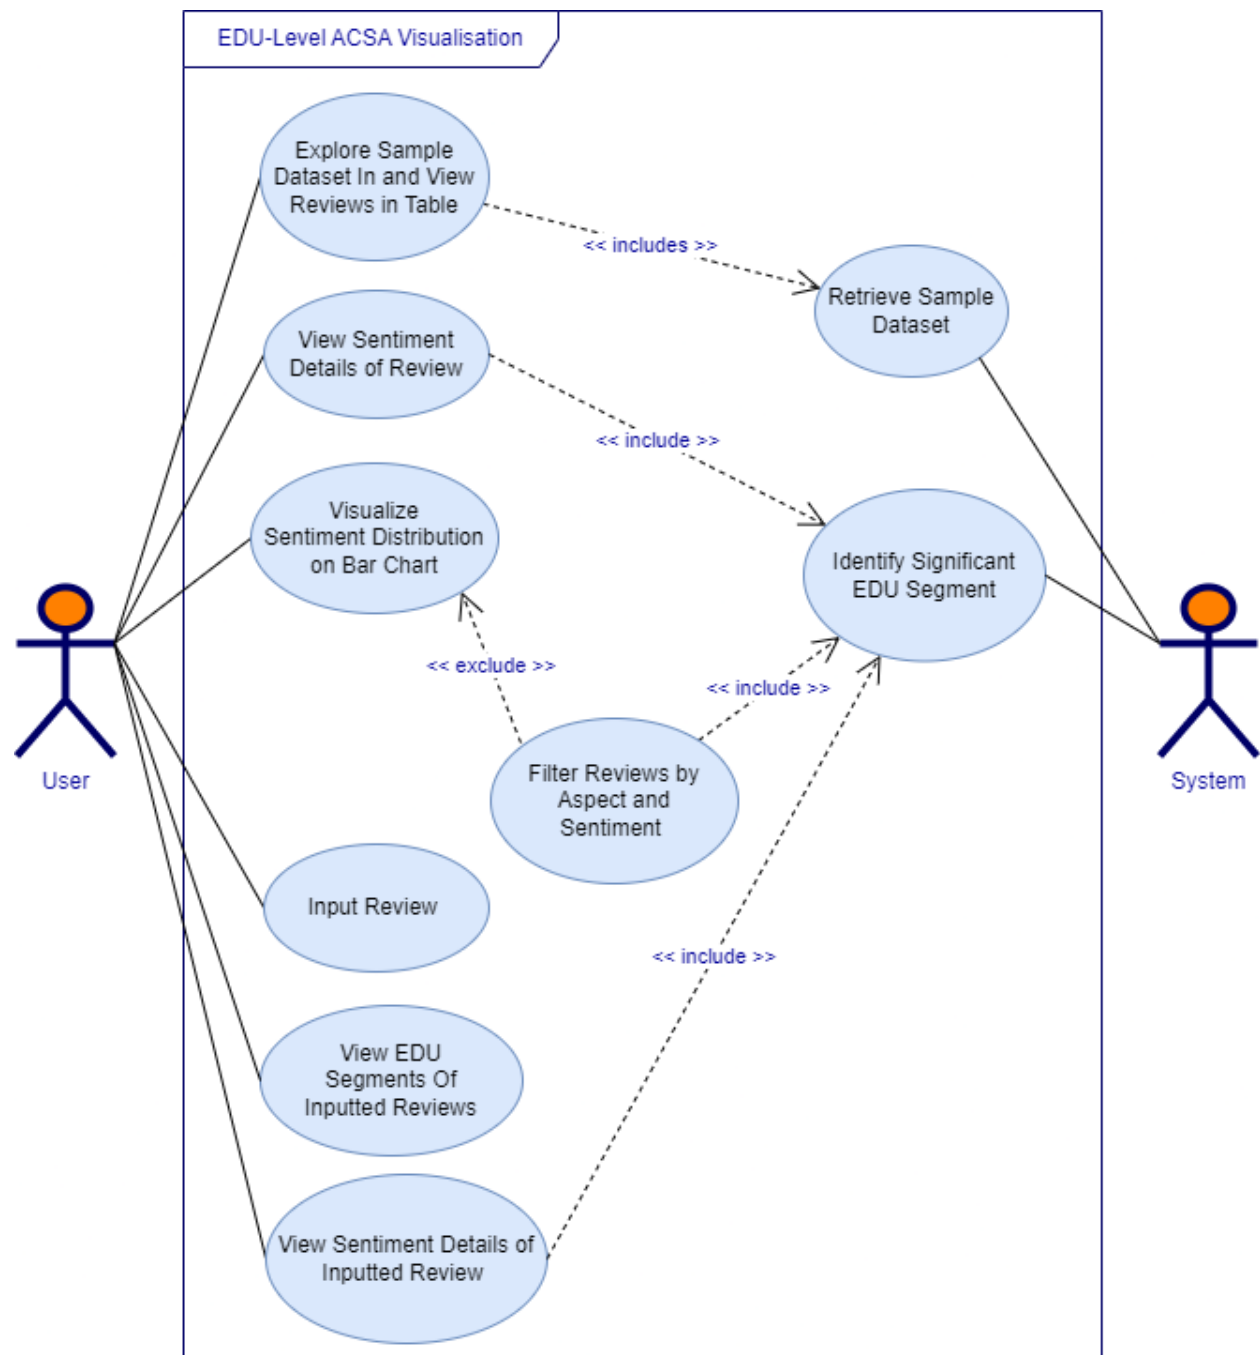 EDU-Level ACSA Visualisation
Explore Sample
Dataset In and View
Reviews in Table
<< includes >>
Retrieve Sample
Dataset
View Sentiment
Details of Review
<< include >>
Visualize
Sentiment Distribution
on Bar Chart
Identify Significant
EDU Segment
<< exclude >>
<< include >>
Filter Reviews by
Aspect and
Sentiment
User
System
Input Review
<< include >>
View EDU
Segments Of
Inputted Reviews
View Sentiment Details of
Inputted Review